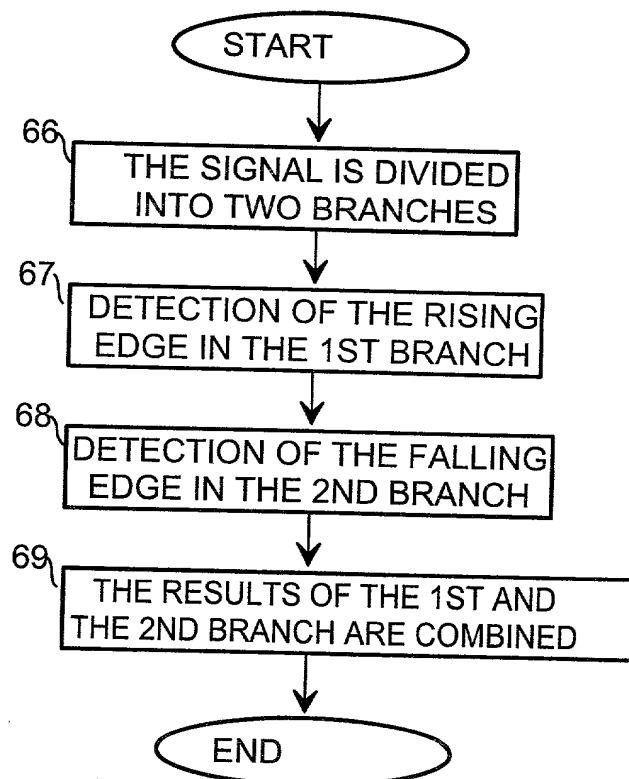 START
66
THE SIGNAL IS DIVIDED
INTO TWO BRANCHES
67
DETECTION OF THE RISING
EDGE IN THE 1ST BRANCH
68
DETECTION OF THE FALLING
EDGE IN THE 2ND BRANCH
69
THE RESULTS OF THE 1ST AND
THE 2ND BRANCH ARE COMBINED
END